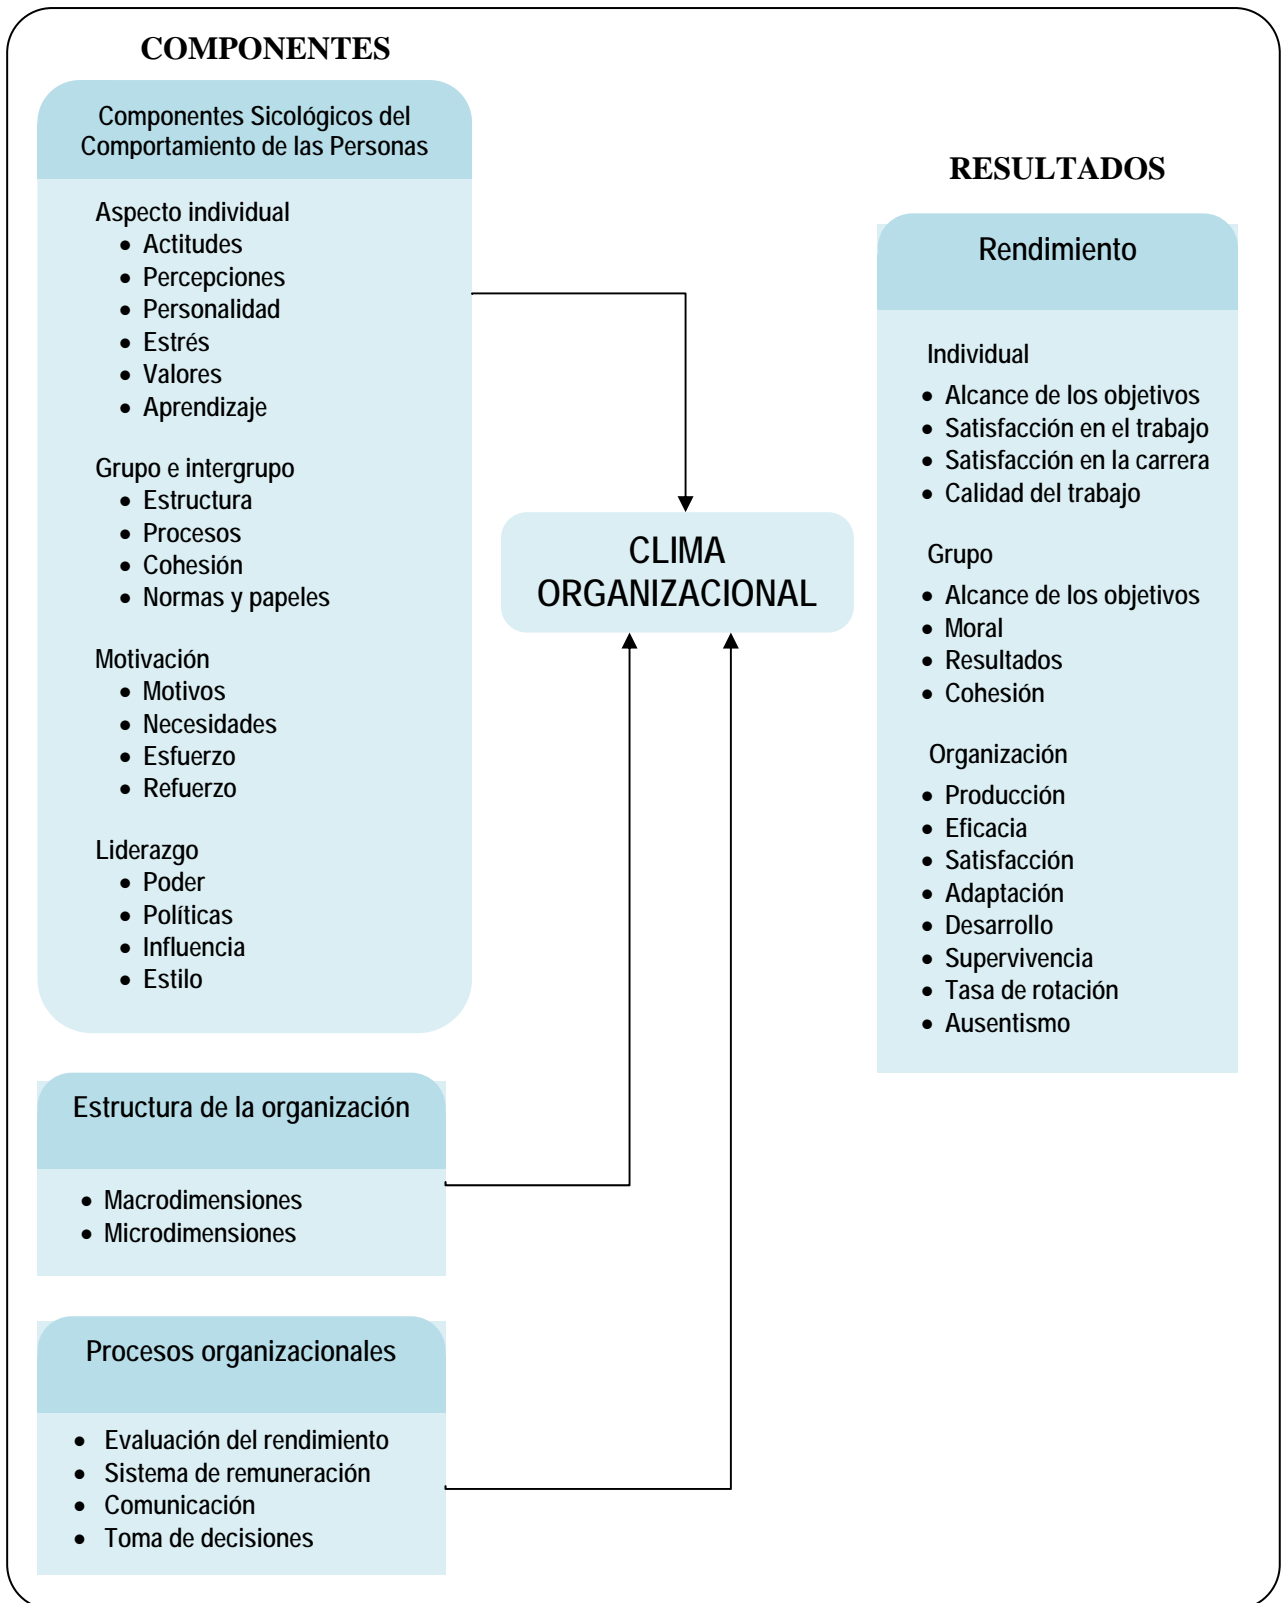 COMPONENTES
Componentes Sicológicos del
Comportamiento de las Personas
Aspecto individual
• Actitudes
• Percepciones
• Personalidad
• Estrés
• Valores
• Aprendizaje
Grupo e intergrupo
• Estructura
• Procesos
• Cohesión
• Normas y papeles
Motivación
• Motivos
• Necesidades
• Esfuerzo
• Refuerzo
Liderazgo
• Poder
• Políticas
• Influencia
• Estilo
Estructura de la organización
• Macrodimensiones
• Microdimensiones
Procesos organizacionales
• Evaluación del rendimiento
• Sistema de remuneración
• Comunicación
• Toma de decisiones
CLIMA
ORGANIZACIONAL
RESULTADOS
Rendimiento
Individual
• Alcance de los objetivos
• Satisfacción en el trabajo
• Satisfacción en la carrera
• Calidad del trabajo
Grupo
• Alcance de los objetivos
• Moral
• Resultados
• Cohesión
Organización
• Producción
• Eficacia
• Satisfacción
• Adaptación
• Desarrollo
• Supervivencia
• Tasa de rotación
• Ausentismo